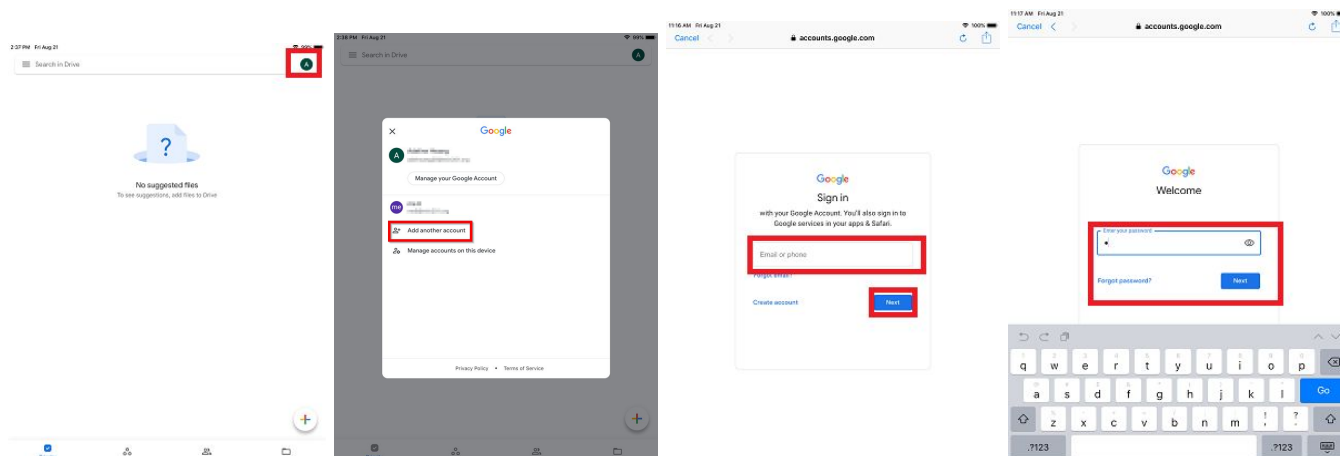 2:37 PM Fri Aug 21
99%
Search in Drive
A
?
No suggested files
To see suggestions, add files to Drive
2:38 PM Fri Aug 21
99%
Search in Drive
A
Google
A
Manage your Google Account
me
Add another account
Manage accounts on this device
Privacy Policy • Terms of Service
11:16 AM Fri Aug 21
100%
Cancel
accounts.google.com
Google
Sign in
with your Google Account. You'll also sign in to
Google services in your apps & Safari.
Email or phone
Forgot email?
Create account
Next
11:17 AM Fri Aug 21
100%
Cancel
accounts.google.com
Google
Welcome
Enter your password
Forgot password?
Next
q w e r t y u i o p
a s d f g h j k l Go
z x c v b n m ! , ? .
.?123 .?123